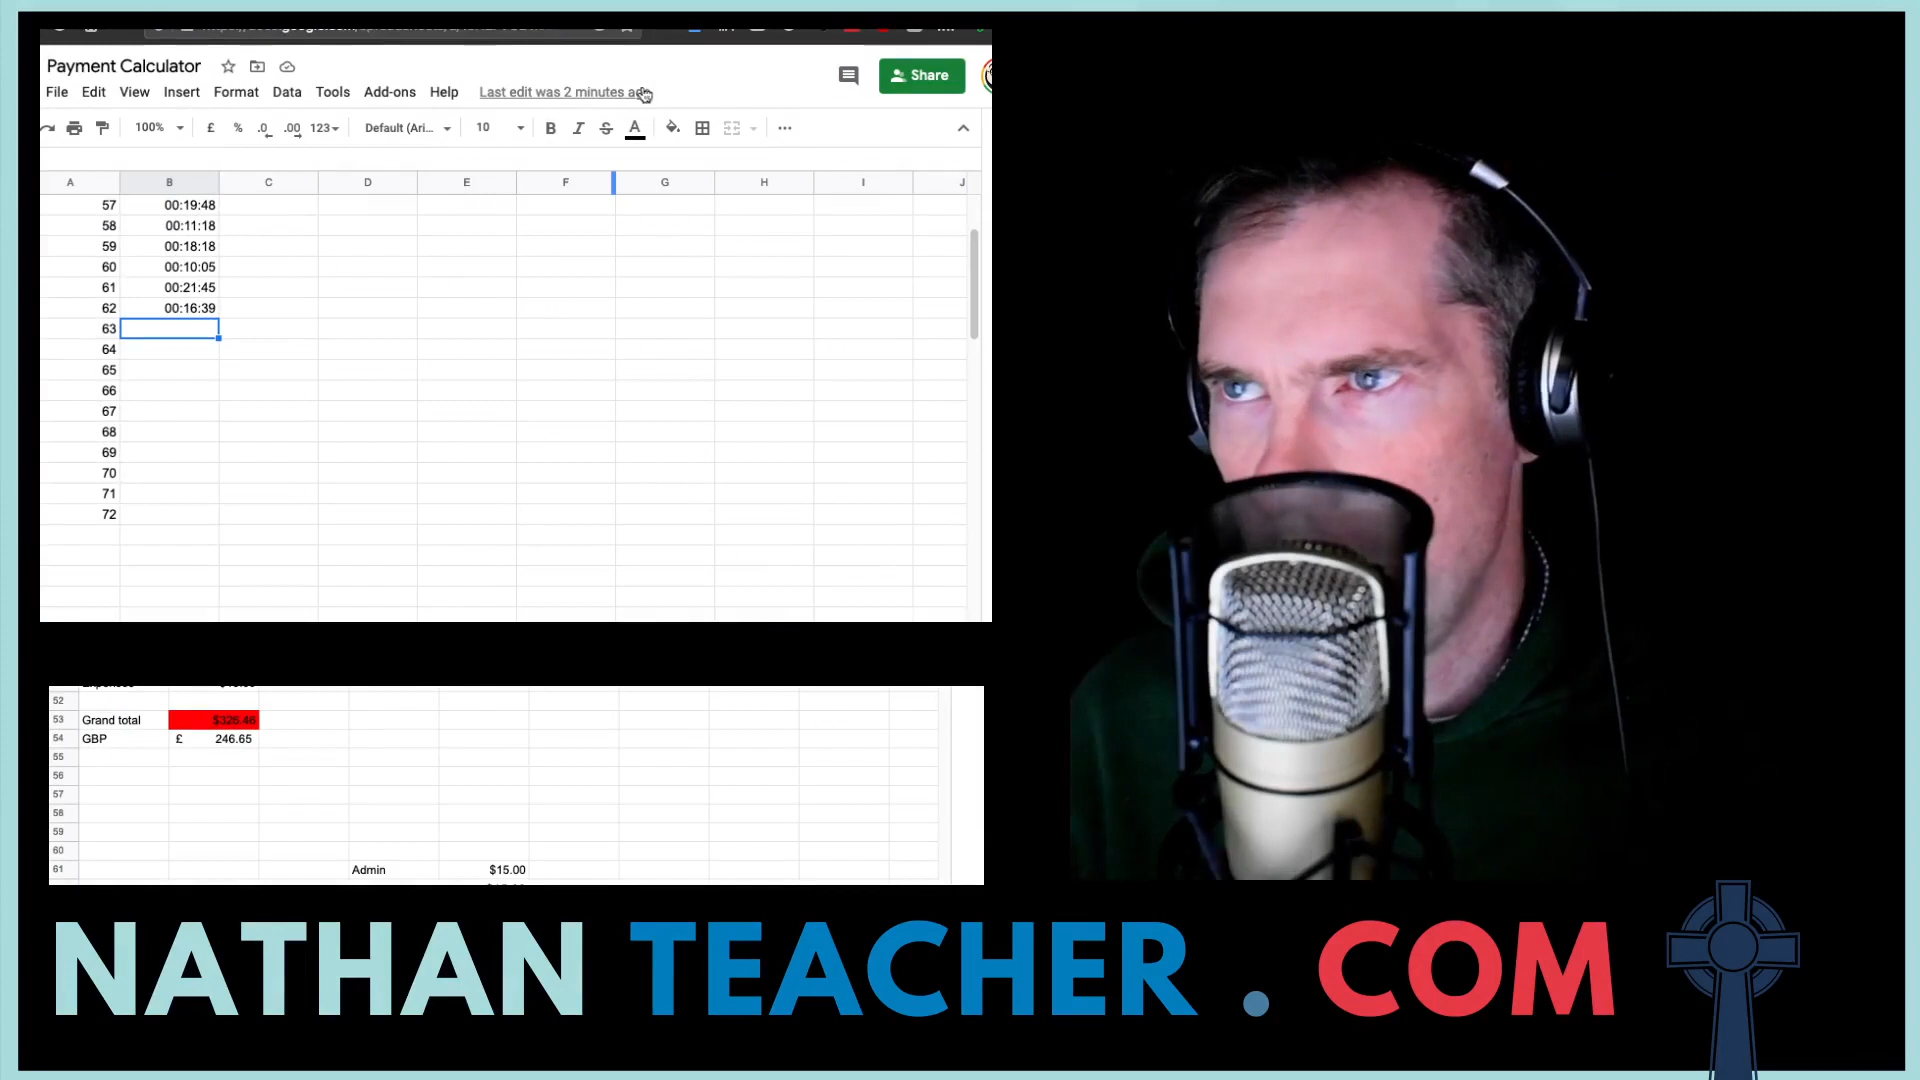 Payment Calculator
Share
File Edit View Insert Format Data Tools Add-ons Help Last edit was 2 minutes
100% £ % .0 .00 123 Default (Ari... 10 B I S A
A B C D E F G H I J
57 00:19:48
58 00:11:18
59 00:18:18
60 00:10:05
61 00:21:45
62 00:16:39
63
64
65
66
67
68
69
70
71
72
52
53 Grand total $326.46
54 GBP £ 246.65
55
56
57
58
59
60
61 Admin $15.00
NATHAN TEACHER . COM